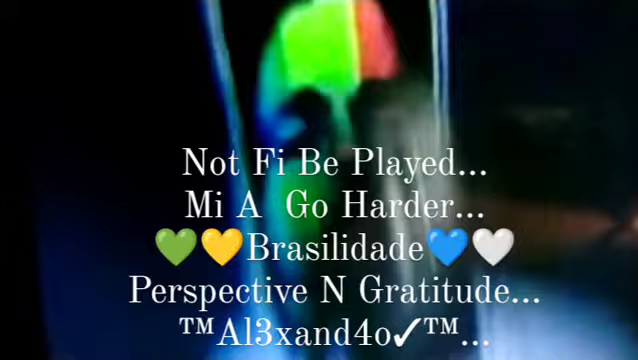 Not Fi Be Played...
Mi A Go Harder...
💚💛Brasilidade💙🤍
Perspective N Gratitude...
™Al3xand4o✓™...